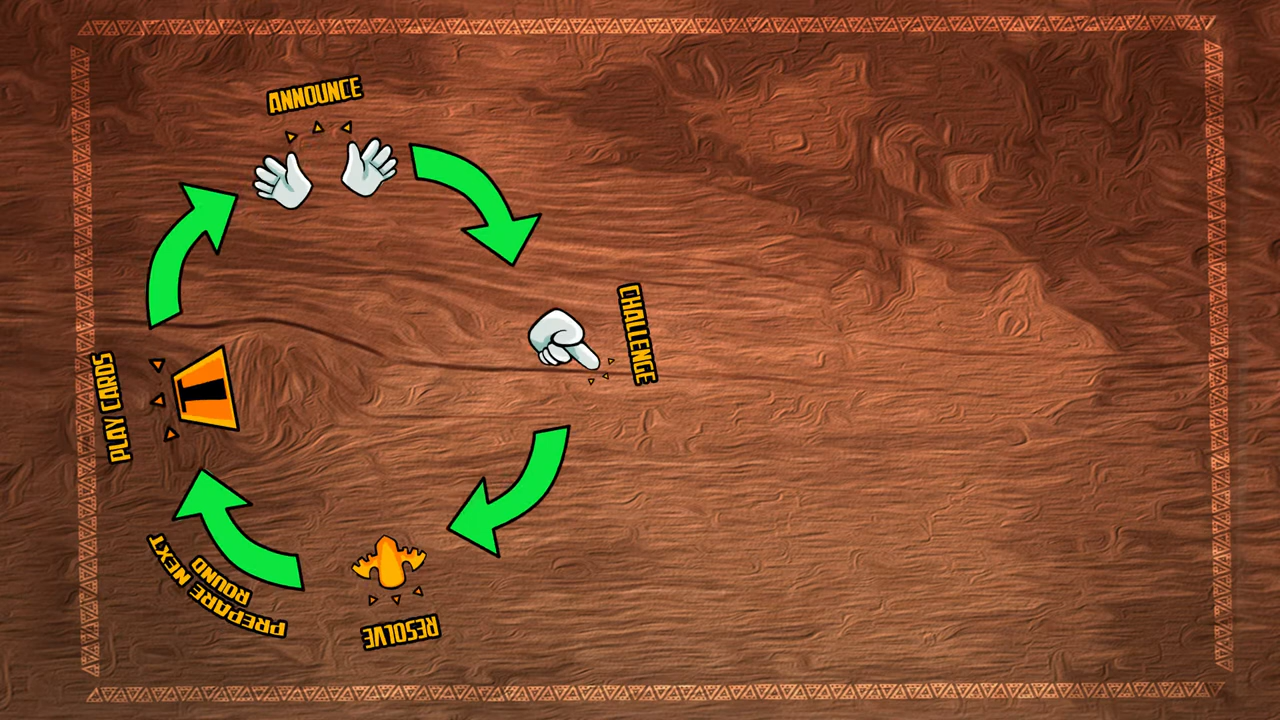 ANNOUNCE
CHALLENGE
PLAY CARDS
PREPARE NEXT
ROUND
RESOLVE